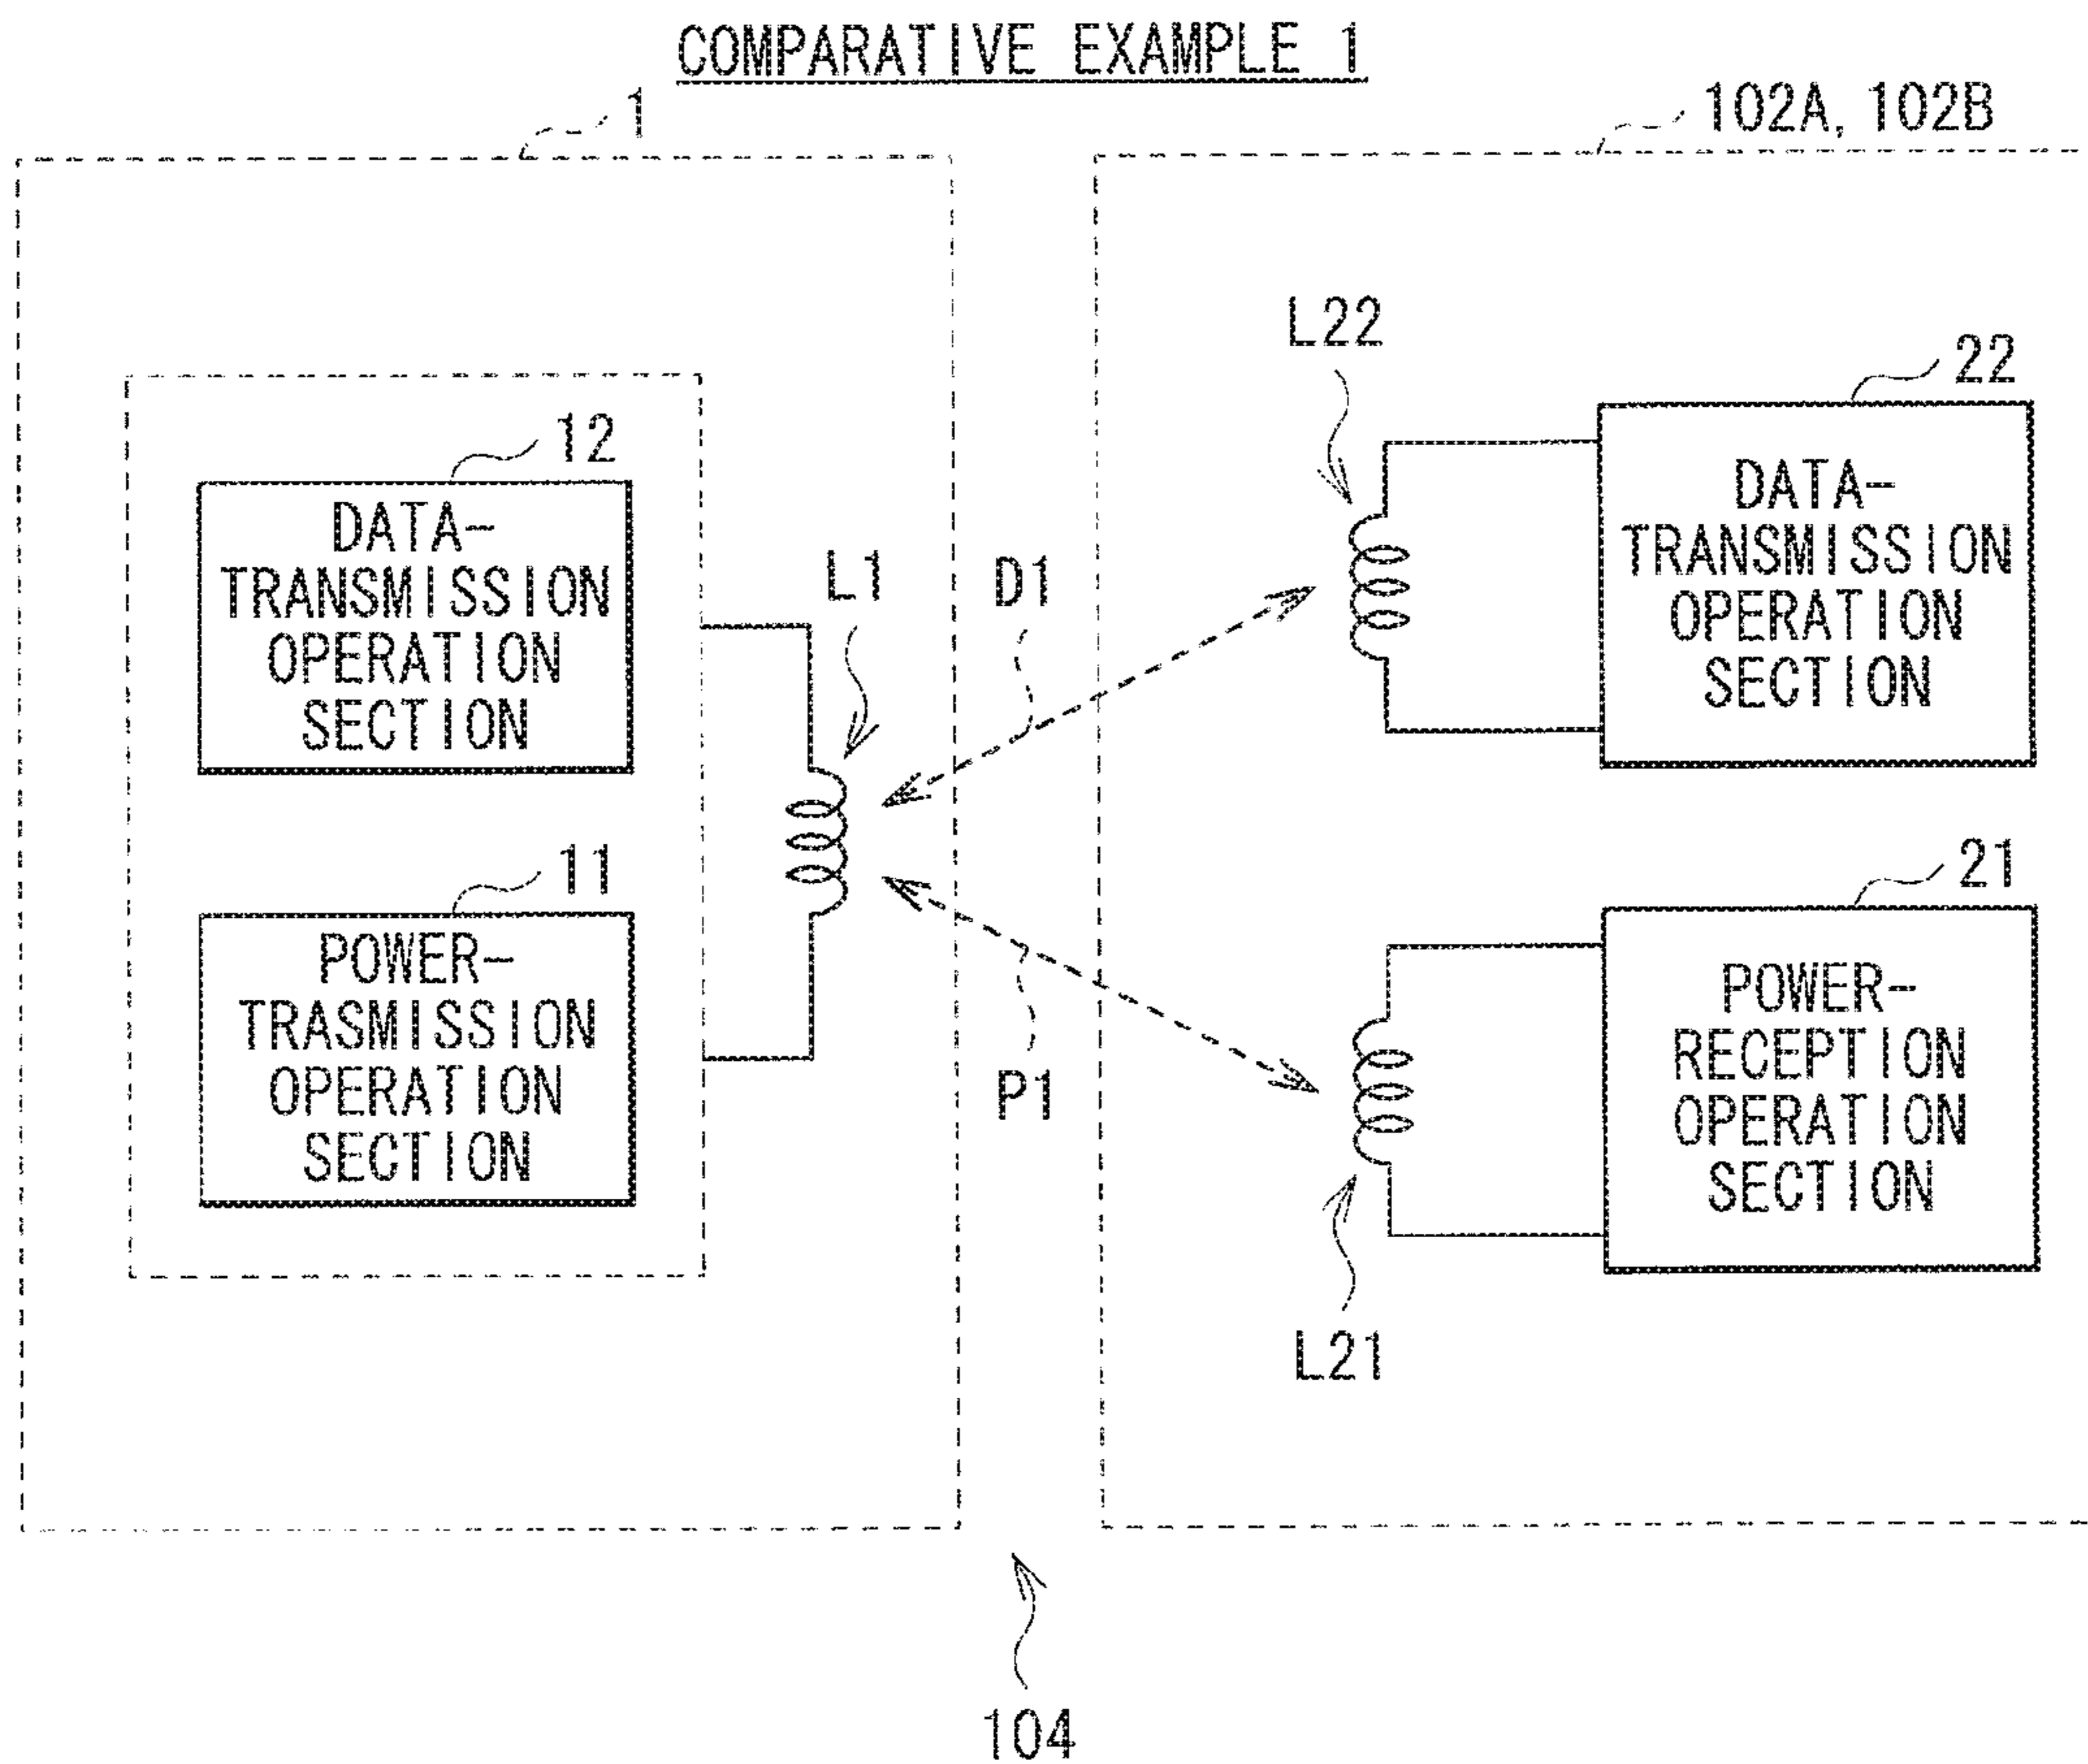 COMPARATIVE EXAMPLE 1
1
102A, 102B
12
DATA-
TRANSMISSION
OPERATION
SECTION
11
POWER-
TRASMISSION
OPERATION
SECTION
L1
D1
P1
L22
22
DATA-
TRANSMISSION
OPERATION
SECTION
21
POWER-
RECEPTION
OPERATION
SECTION
L21
104